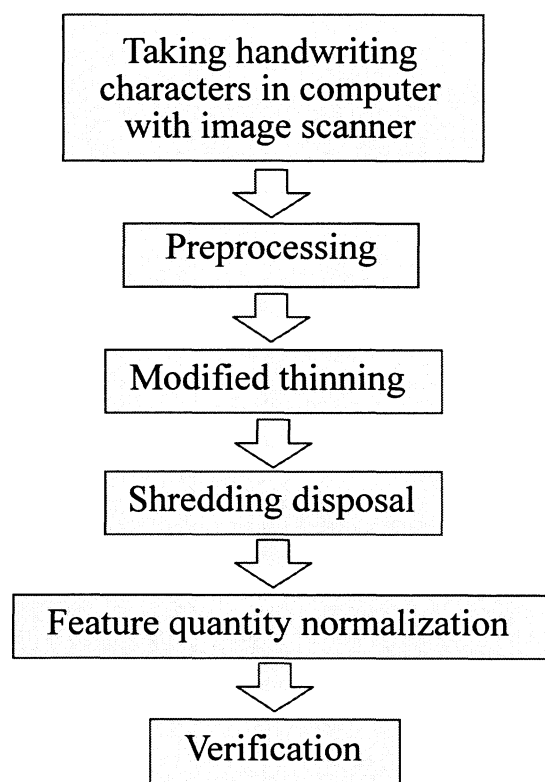 Taking handwriting
characters in computer
with image scanner
Preprocessing
Modified thinning
Shredding disposal
Feature quantity normalization
Verification